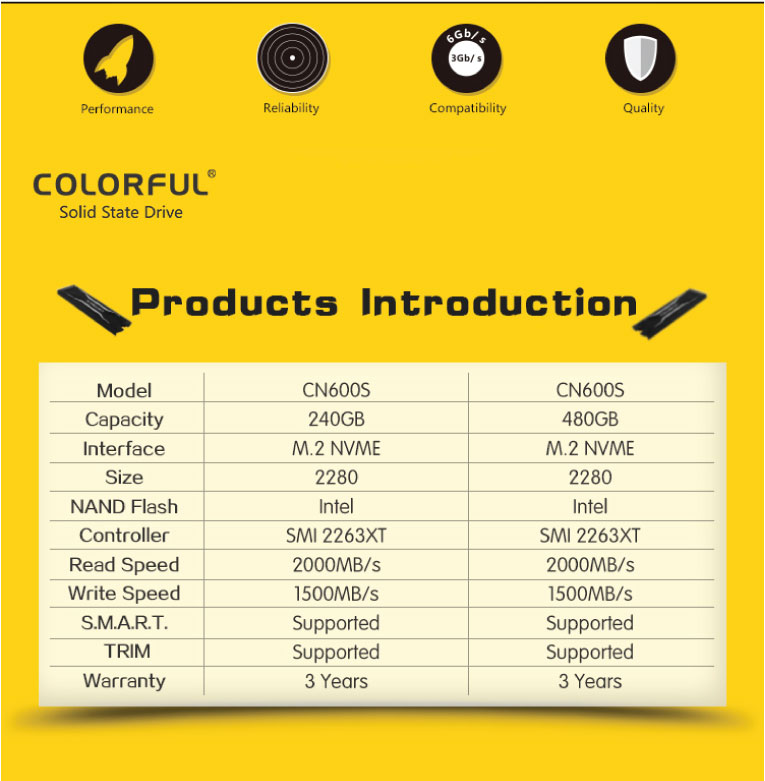 6Gb/s
3Gb/s
Performance Reliability Compatibility Quality
COLORFUL®
Solid State Drive
Products Introduction
Model CN600S CN600S
Capacity 240GB 480GB
Interface M.2 NVME M.2 NVME
Size 2280 2280
NAND Flash Intel Intel
Controller SMI 2263XT SMI 2263XT
Read Speed 2000MB/s 2000MB/s
Write Speed 1500MB/s 1500MB/s
S.M.A.R.T. Supported Supported
TRIM Supported Supported
Warranty 3 Years 3 Years